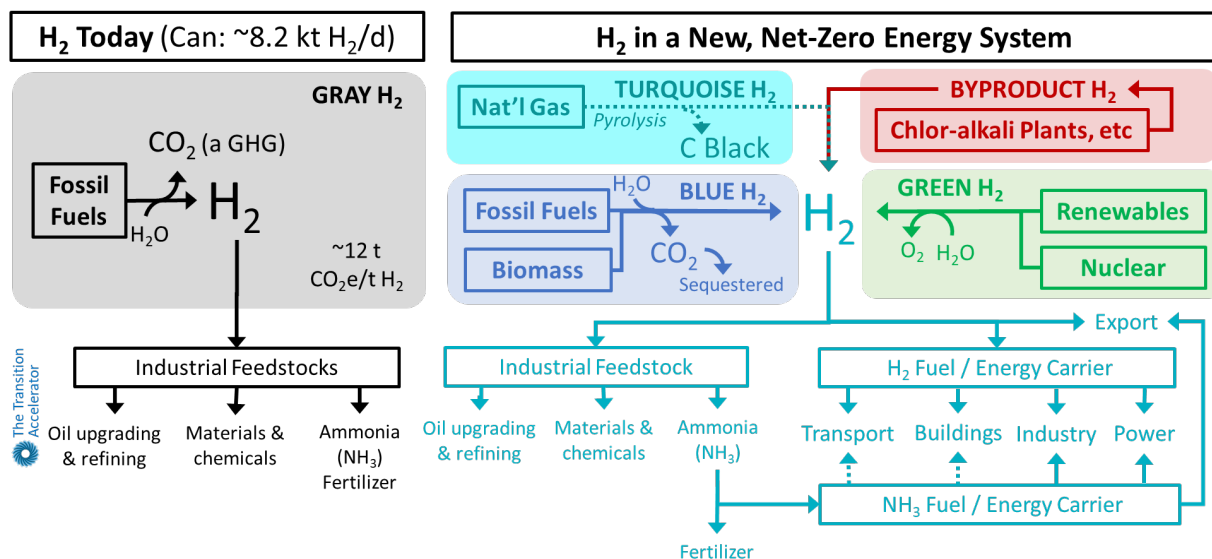 H₂ Today (Can: ~8.2 kt H₂/d)
GRAY H₂
CO₂ (a GHG)
Fossil
Fuels
H₂
H₂O
~12 t
CO₂e/t H₂
Industrial Feedstocks
Oil upgrading
& refining
Materials &
chemicals
Ammonia
(NH₃)
Fertilizer
The Transition
Accelerator
H₂ in a New, Net-Zero Energy System
TURQUOISE H₂
Nat'l Gas
Pyrolysis
C Black
BYPRODUCT H₂
Chlor-alkali Plants, etc
BLUE H₂
H₂O
Fossil Fuels
Biomass
CO₂
Sequestered
H₂
GREEN H₂
Renewables
O₂
H₂O
Nuclear
Export
Industrial Feedstock
Oil upgrading
& refining
Materials &
chemicals
Ammonia
(NH₃)
Fertilizer
H₂ Fuel / Energy Carrier
Transport
Buildings
Industry
Power
NH₃ Fuel / Energy Carrier